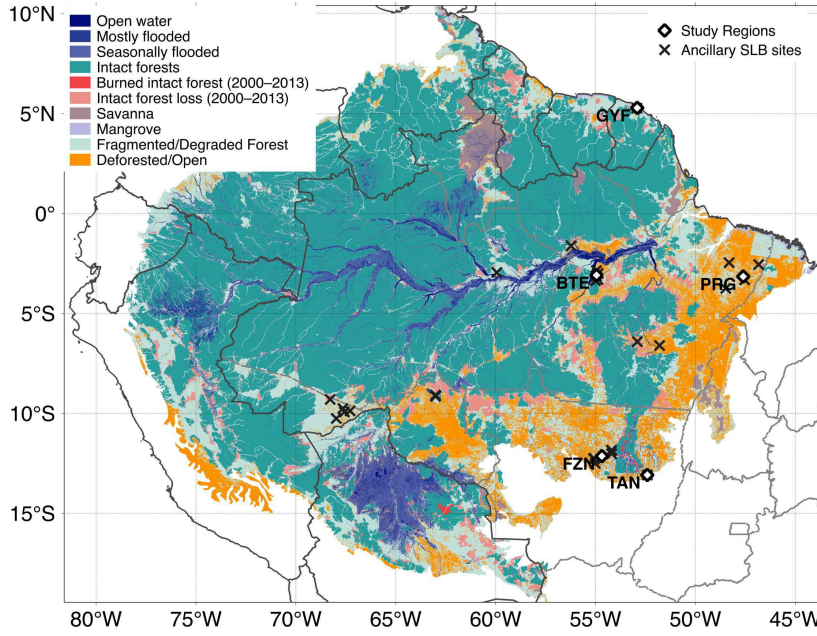 Open water
Mostly flooded
Seasonally flooded
Intact forests
Burned intact forest (2000–2013)
Intact forest loss (2000–2013)
Savanna
Mangrove
Fragmented/Degraded Forest
Deforested/Open
Study Regions
Ancillary SLB sites
10°N
5°N
0°
5°S
10°S
15°S
GYF
BTE
PRG
FZN
TAN
80°W
75°W
70°W
65°W
60°W
55°W
50°W
45°W